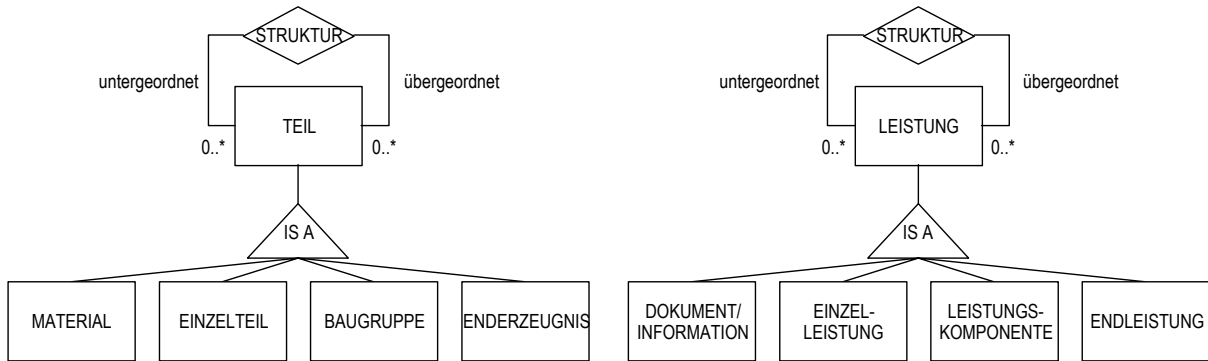 STRUKTUR
untergeordnet
übergeordnet
TEIL
0..*
0..*
IS A
MATERIAL
EINZELTEIL
BAUGRUPPE
ENDERZEUGNIS
STRUKTUR
untergeordnet
übergeordnet
LEISTUNG
0..*
0..*
IS A
DOKUMENT/
INFORMATION
EINZEL-
LEISTUNG
LEISTUNGS-
KOMPONENTE
ENDLEISTUNG